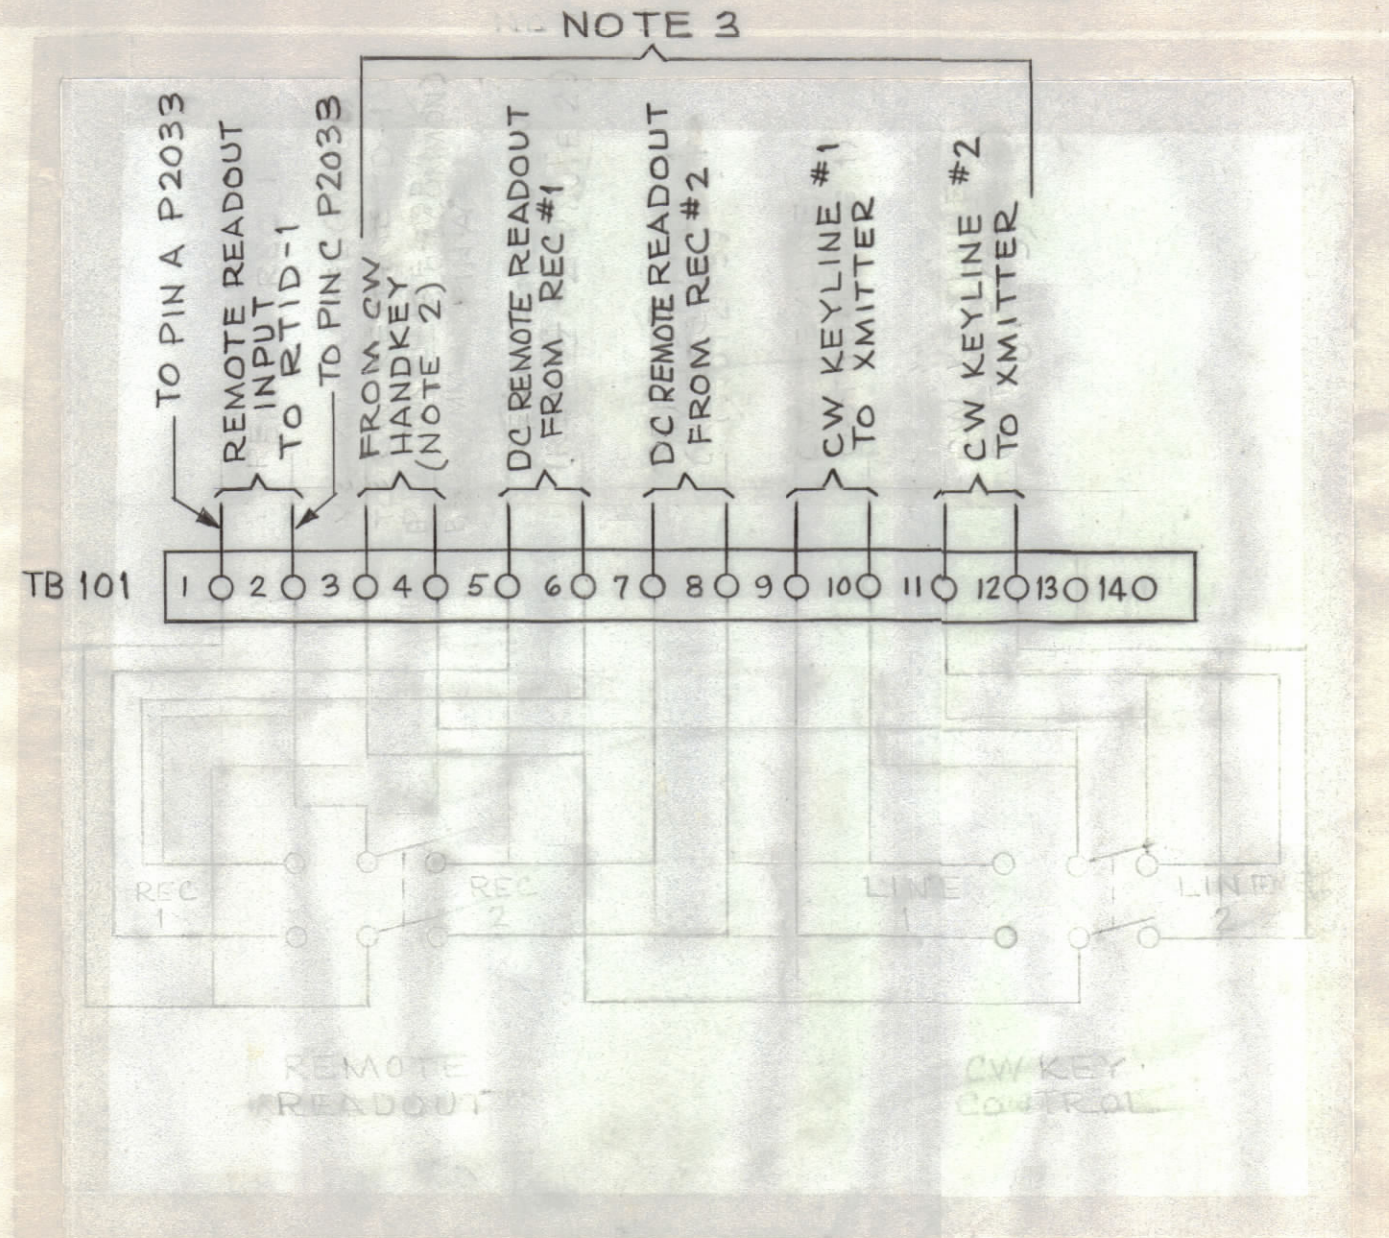 NOTE 3
TO PIN A P2033
REMOTE READOUT
INPUT
TO RTID-1
TO PIN C P2033
FROM CW
HANDKEY
(NOTE 2)
DC REMOTE READOUT
FROM REC #1
DC REMOTE READOUT
FROM REC #2
CW KEYLINE #1
TO XMITTER
CW KEYLINE #2
TO XMITTER
TB 101
1 2 3 4 5 6 7 8 9 10 11 12 13 14
REC
1
REC
2
LINE
1
LINE
2
REMOTE
READOUT
CW KEY
CONTROL